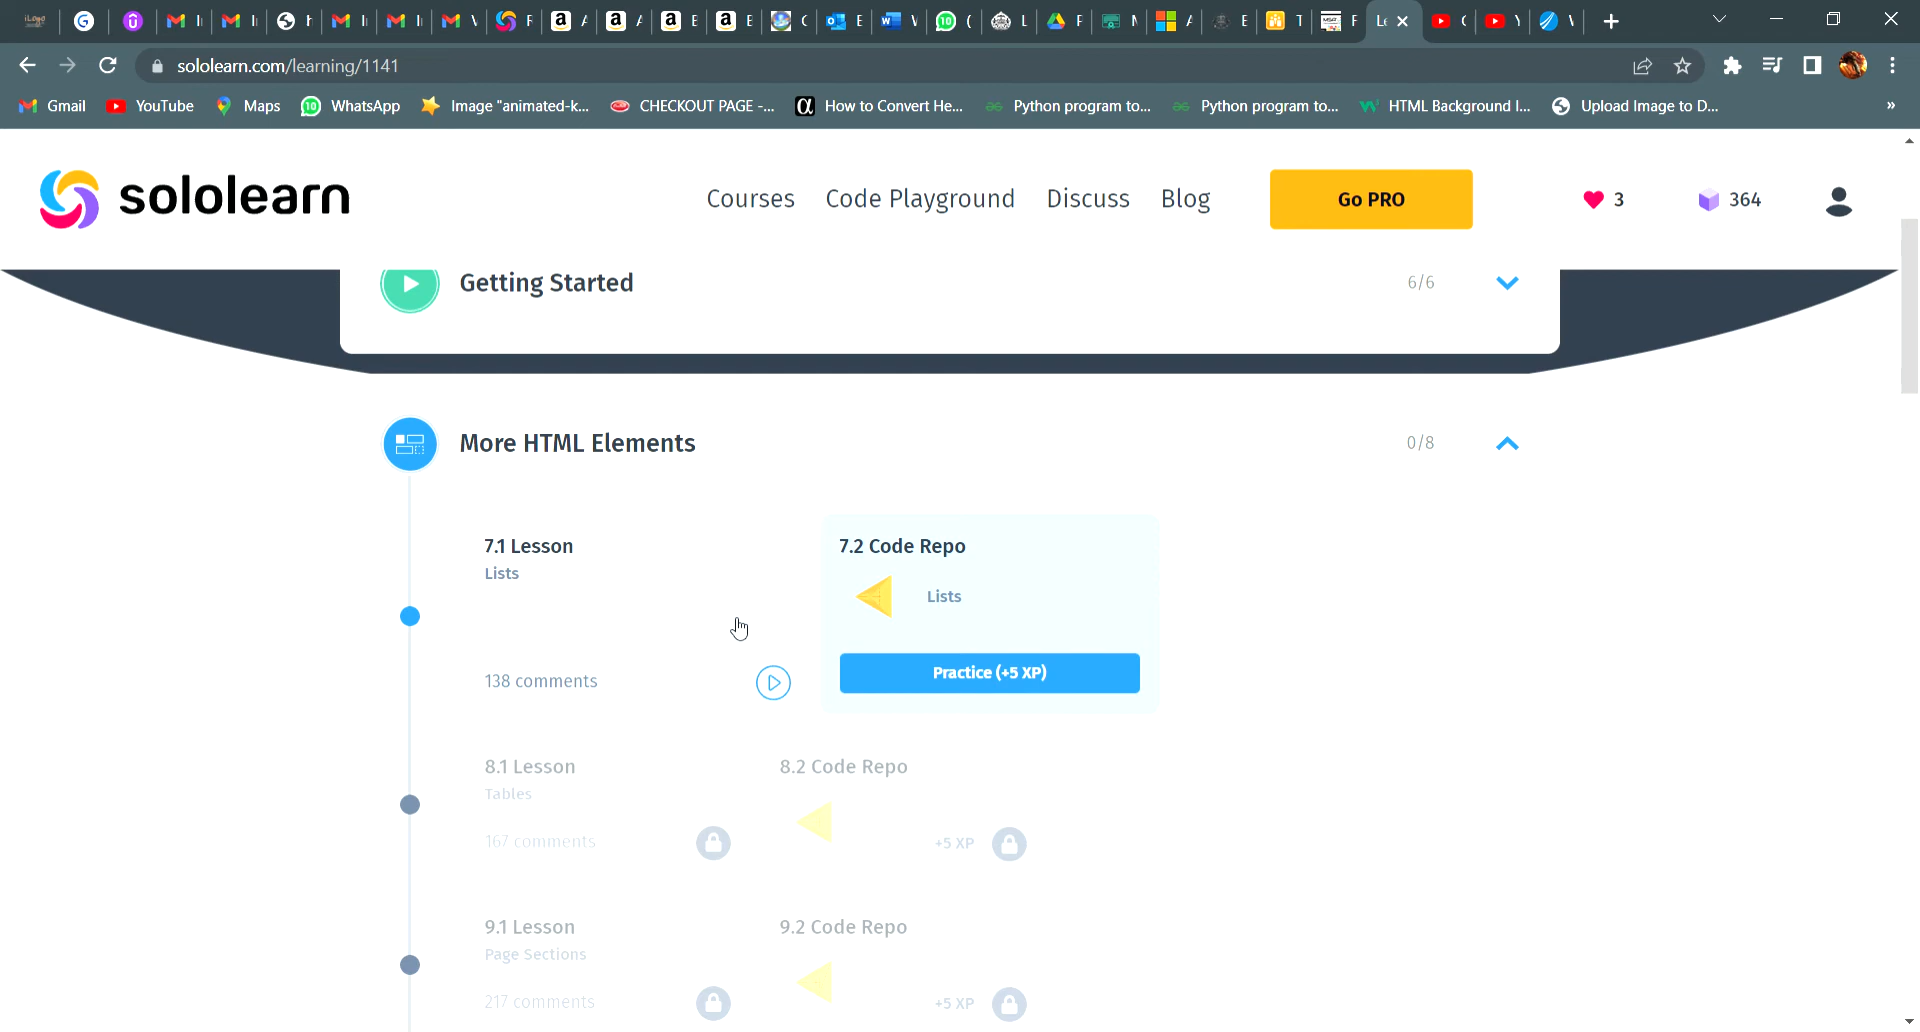 sololearn.com/learning/1141
Gmail YouTube Maps WhatsApp Image "animated-k... CHECKOUT PAGE -... How to Convert He... Python program to... Python program to... HTML Background I... Upload Image to D... »
sololearn Courses Code Playground Discuss Blog Go PRO 3 364
Getting Started 6/6
More HTML Elements 0/8
7.1 Lesson
Lists
138 comments
7.2 Code Repo
Lists
Practice (+5 XP)
8.1 Lesson
Tables
167 comments
8.2 Code Repo
+5 XP
9.1 Lesson
Page Sections
217 comments
9.2 Code Repo
+5 XP